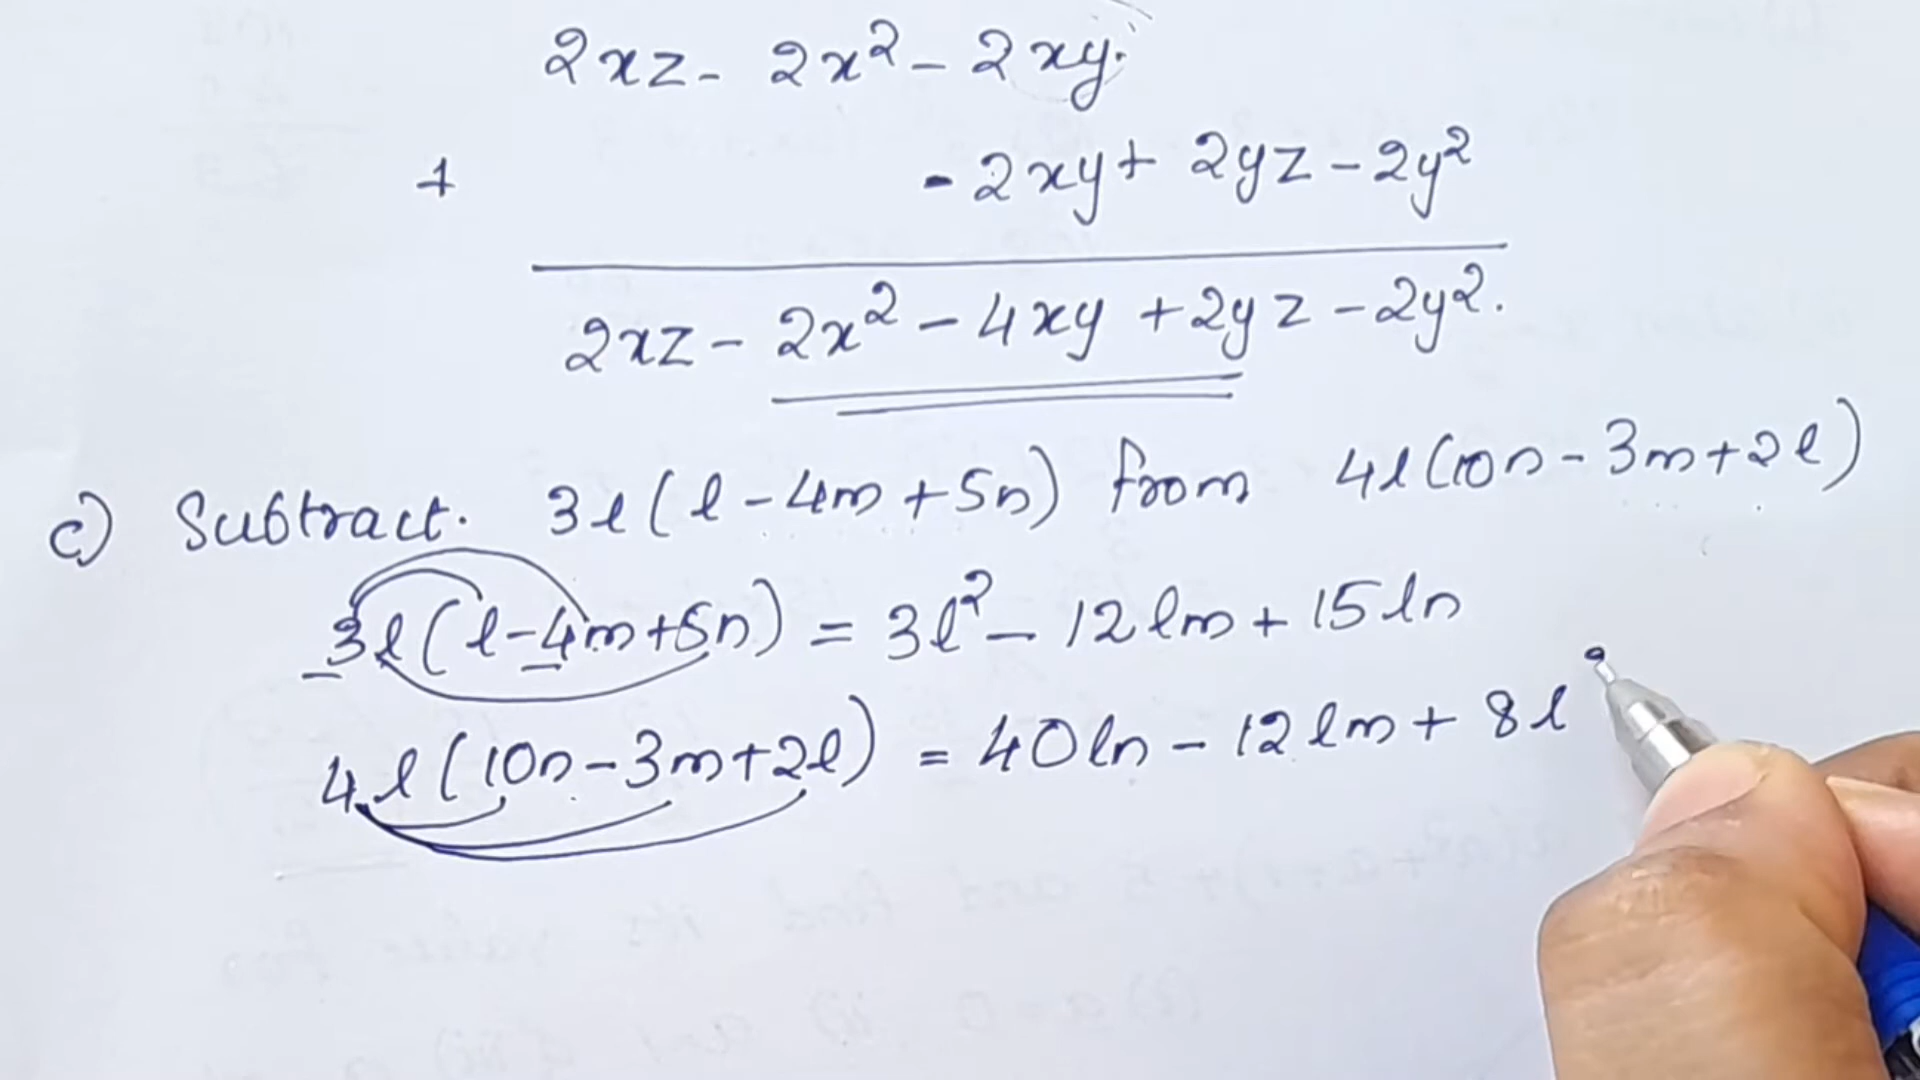 2xz - 2x² - 2xy.
+ - 2xy + 2yz - 2y²
2xz - 2x² - 4xy + 2yz - 2y².
c) Subtract. 3l(l - 4m + 5n) from 4l(10n - 3m + 2l)
3l(l - 4m + 5n) = 3l² - 12lm + 15ln
4l(10n - 3m + 2l) = 40ln - 12lm + 8l